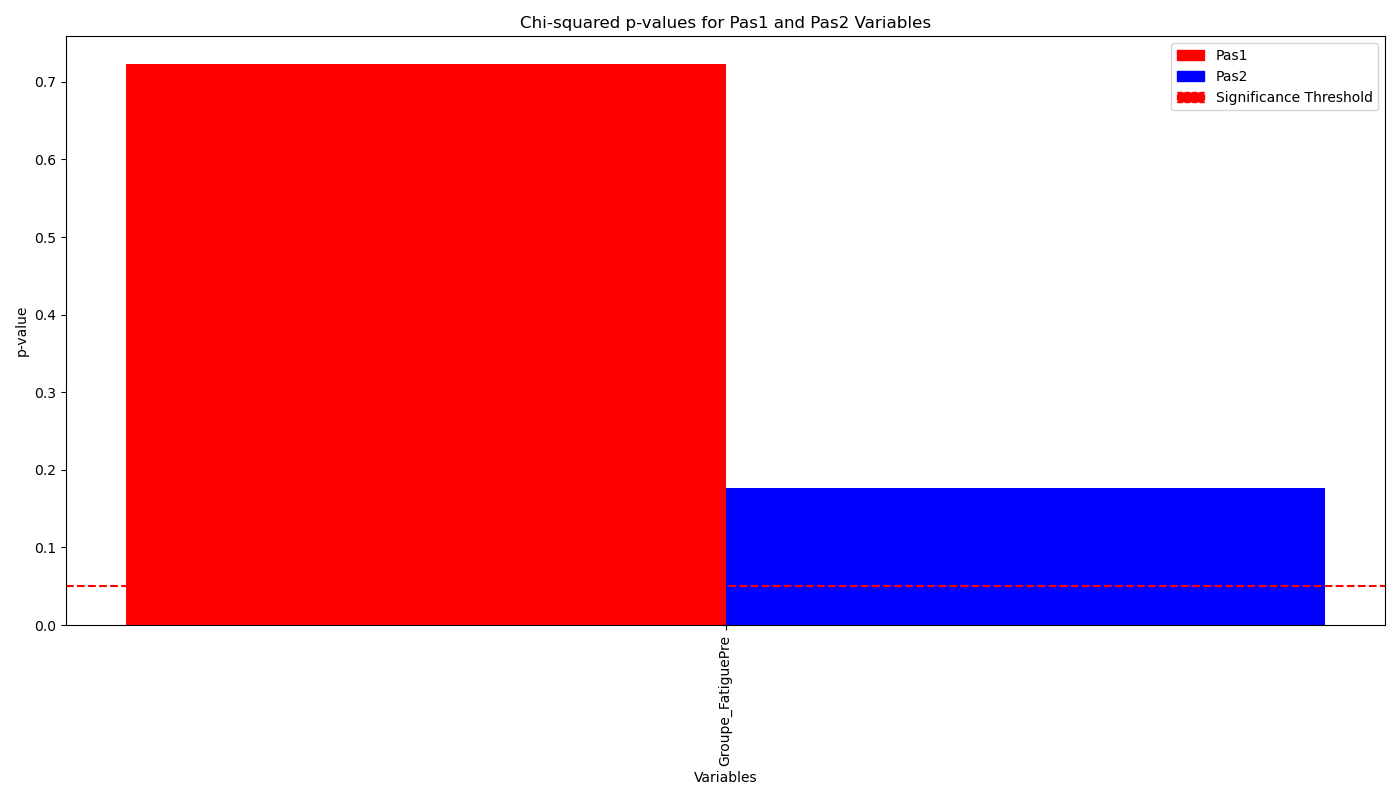 Chi-squared p-values for Pas1 and Pas2 Variables
Pas1
Pas2
Significance Threshold
p-value
0.7
0.6
0.5
0.4
0.3
0.2
0.1
0.0
Groupe_FatiguePre
Variables